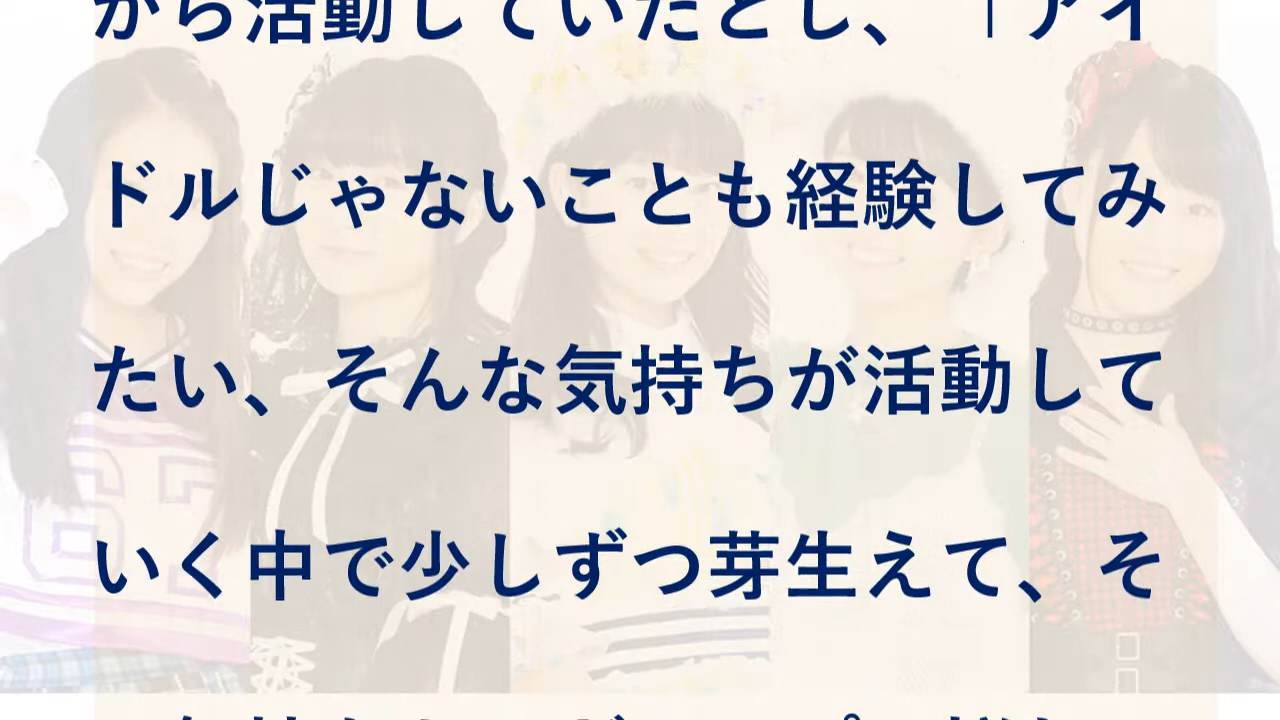 から活動していたとし、「アイ
ドルじゃないことも経験してみ
たい、そんな気持ちが活動して
いく中で少しずつ芽生えて、そ